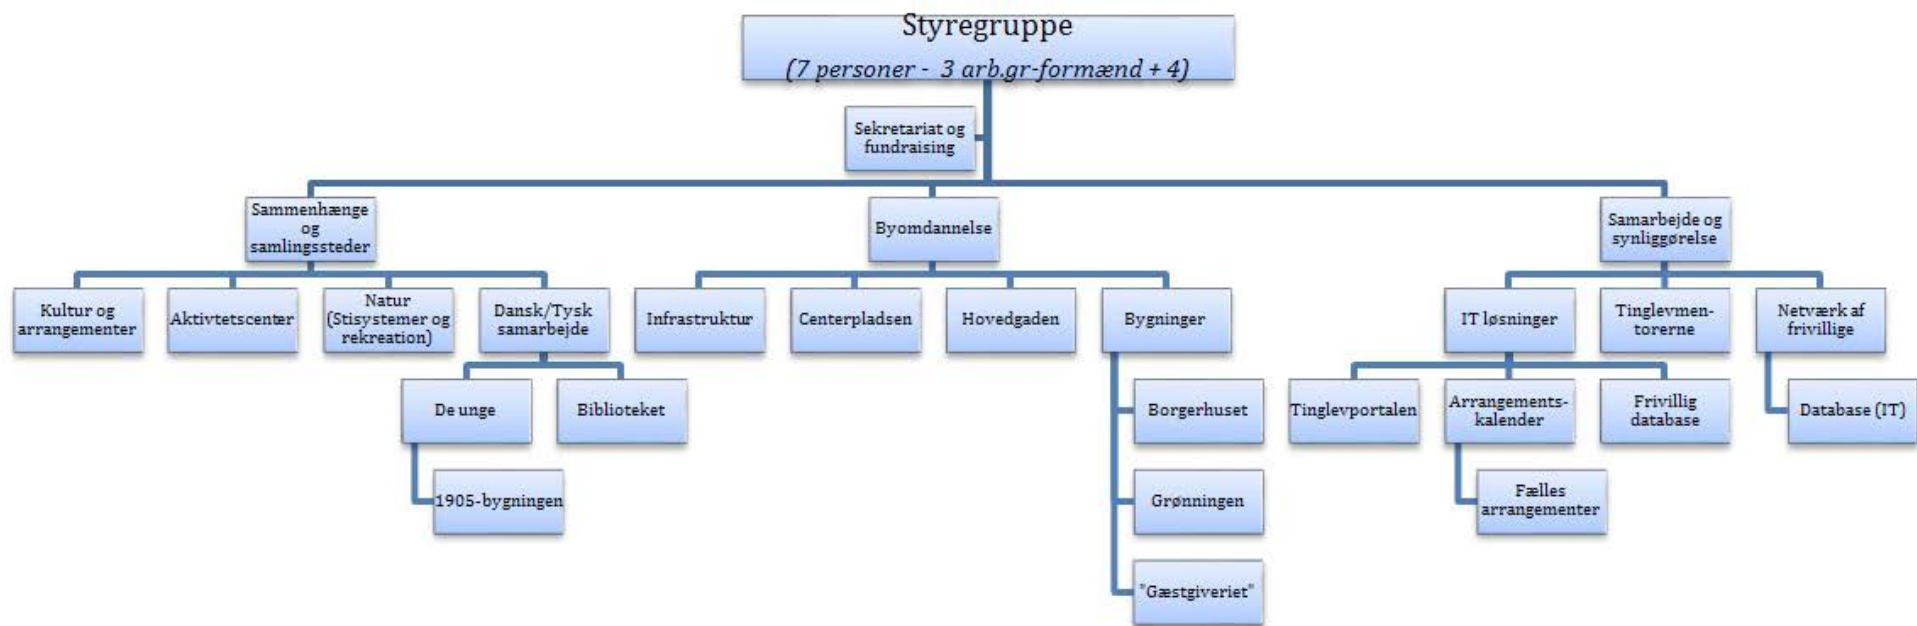 Styregruppe
(7 personer - 3 arb.gr-formænd + 4)
Sekretariat og
fundraising
Sammenhænge
og
samlingssteder
Byomdannelse
Samarbejde og
synliggørelse
Kultur og
arrangementer
Aktivtetscenter
Natur
(Stisystemer og
rekreation)
Dansk/Tysk
samarbejde
Infrastruktur
Centerpladsen
Hovedgaden
Bygninger
IT løsninger
Tinglevmen-
torerne
Netværk af
frivillige
De unge
Biblioteket
Borgerhuset
Tinglevportalen
Arrangements-
kalender
Frivillig
database
Database (IT)
1905-bygningen
Grønningen
Fælles
arrangementer
"Gæstgiveriet"